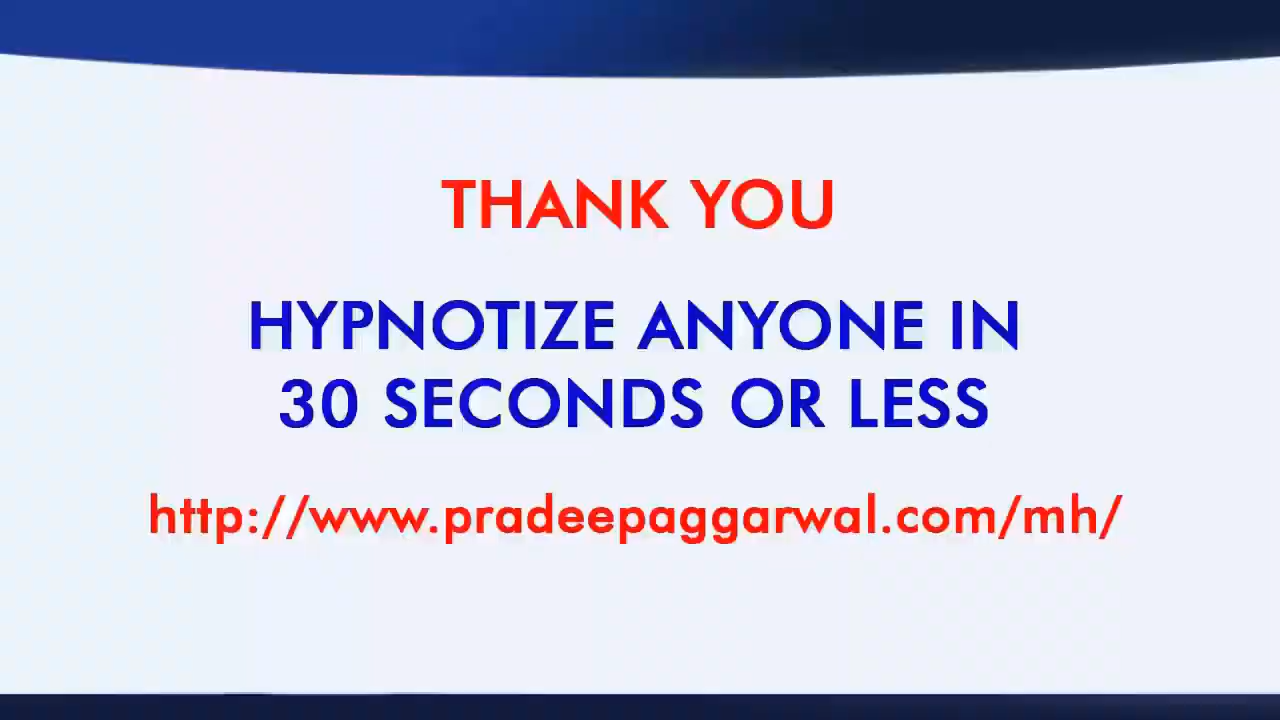 THANK YOU
HYPNOTIZE ANYONE IN
30 SECONDS OR LESS
http://www.pradeepaggarwal.com/mh/